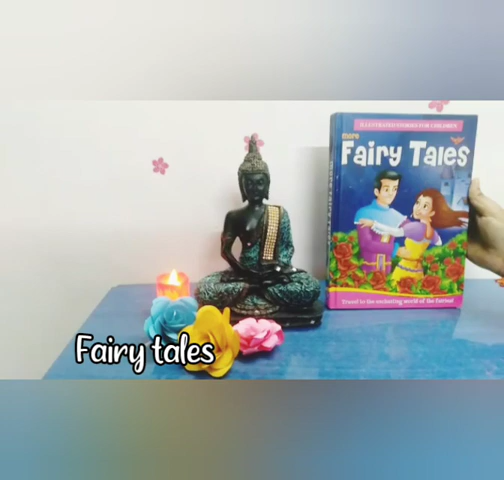 ILLUSTRATED STORIES FOR CHILDREN
more
Fairy Tales
Travel to the enchanting world of the fairies!
Fairy tales